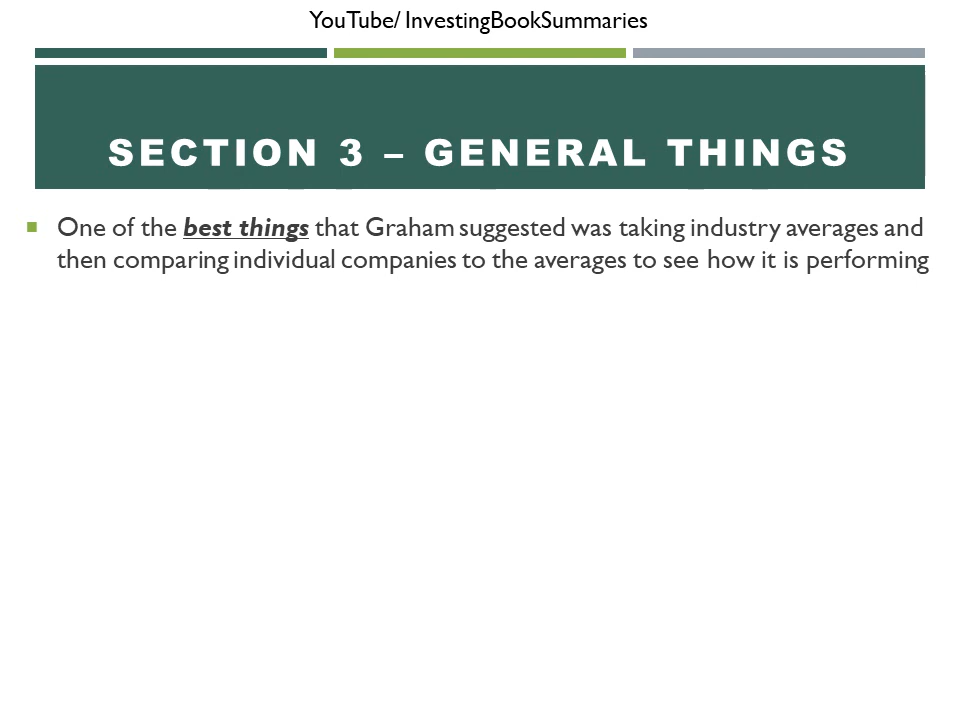 YouTube/ InvestingBookSummaries
SECTION 3 – GENERAL THINGS
One of the best things that Graham suggested was taking industry averages and
then comparing individual companies to the averages to see how it is performing